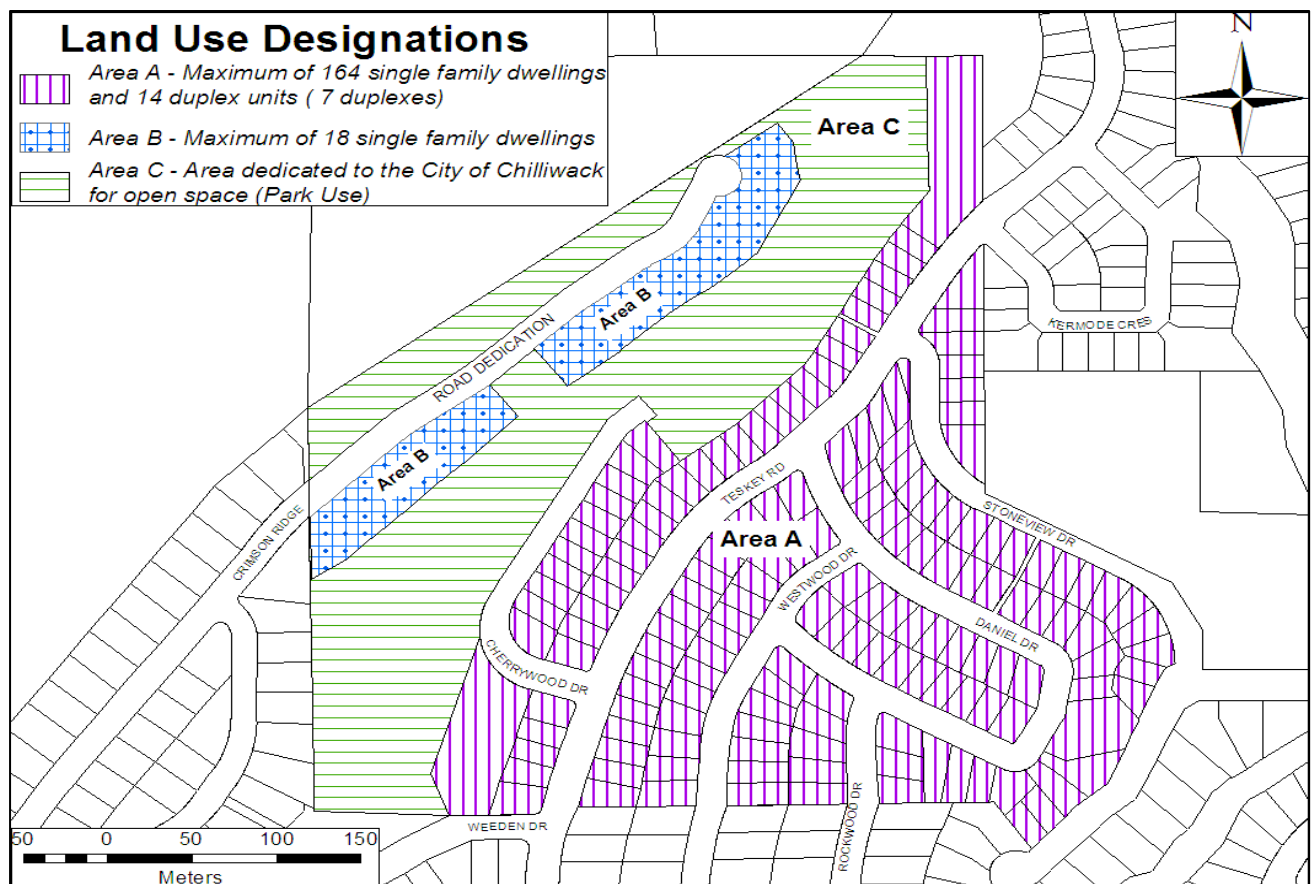 Land Use Designations
Area A - Maximum of 164 single family dwellings
and 14 duplex units ( 7 duplexes)
Area B - Maximum of 18 single family dwellings
Area C - Area dedicated to the City of Chilliwack
for open space (Park Use)
N
Area C
Area B
ROAD DEDICATION
KERMODE CRES
Area B
TESKEY RD
CRIMSON RIDGE
STONEVIEW DR
Area A
WESTWOOD DR
DANIEL DR
CHERRYWOOD DR
WEEDEN DR
ROCKWOOD DR
50 0 50 100 150
Meters